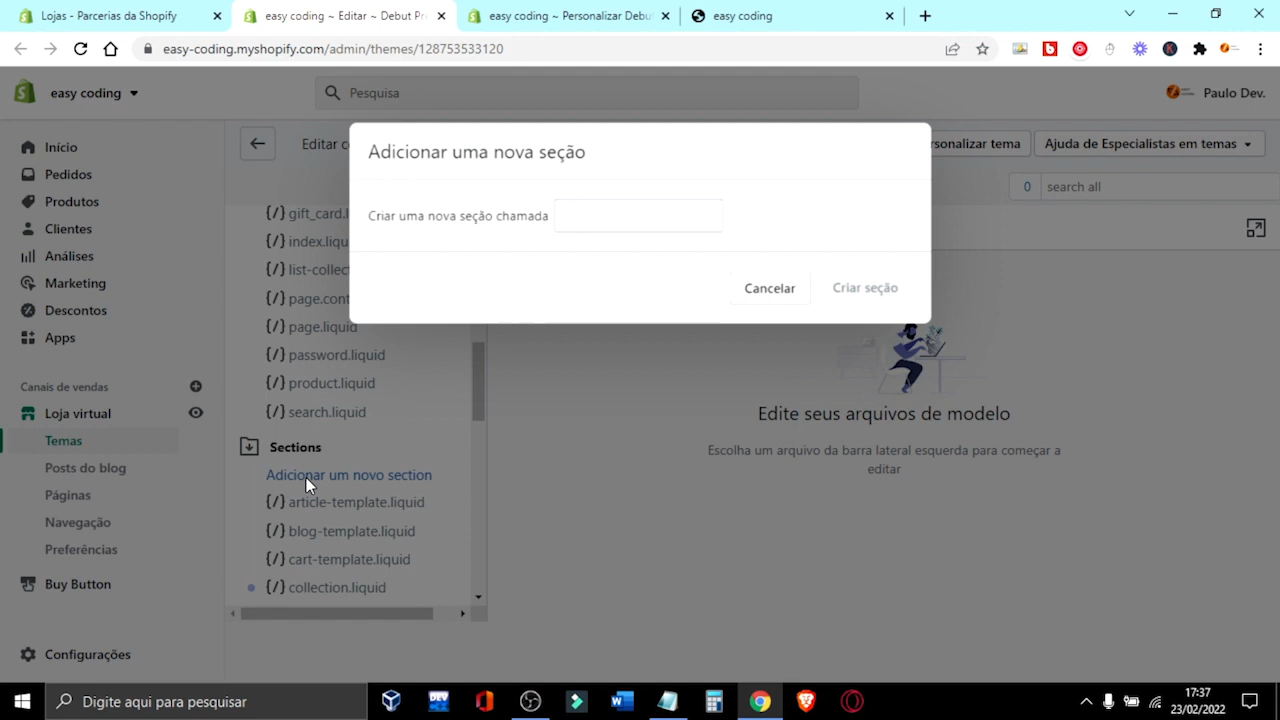 Lojas - Parcerias da Shopify
easy coding ~ Editar ~ Debut Pr
easy coding ~ Personalizar Debu
easy coding
easy-coding.myshopify.com/admin/themes/128753533120
easy coding
Pesquisa
Paulo Dev.
Início
Pedidos
Produtos
Clientes
Análises
Marketing
Descontos
Apps
Canais de vendas
Loja virtual
Temas
Posts do blog
Páginas
Navegação
Preferências
Buy Button
Configurações
Editar c
rsonalizar tema
Ajuda de Especialistas em temas
0
search all
Adicionar uma nova seção
Criar uma nova seção chamada
Cancelar
Criar seção
{/} gift_card.l
{/} index.liqu
{/} list-collect
{/} page.cont
{/} page.liquid
{/} password.liquid
{/} product.liquid
{/} search.liquid
Sections
Adicionar um novo section
{/} article-template.liquid
{/} blog-template.liquid
{/} cart-template.liquid
{/} collection.liquid
Edite seus arquivos de modelo
Escolha um arquivo da barra lateral esquerda para começar a
editar
Digite aqui para pesquisar
DEV
17:37
23/02/2022